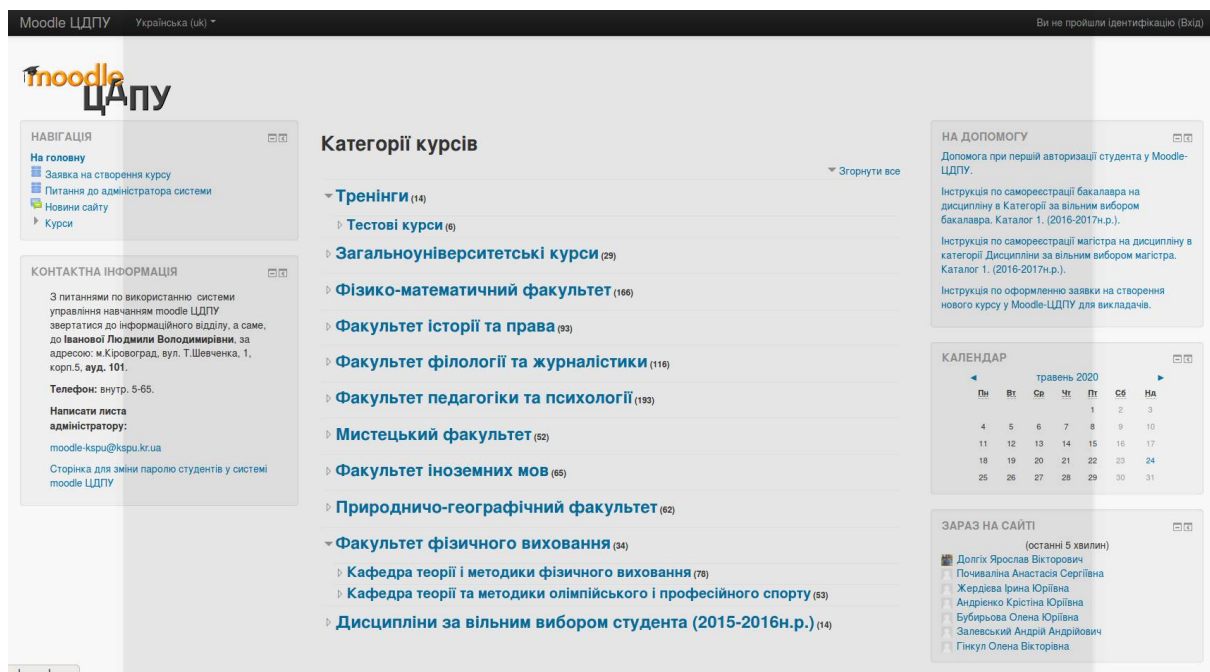 Moodle ЦДПУ
Українська (uk)
Ви не пройшли ідентифікацію (Вхід)
moodle
ЦДПУ
НАВІГАЦІЯ
На головну
Заявка на створення курсу
Питання до адміністратора системи
Новини сайту
Курси
КОНТАКТНА ІНФОРМАЦІЯ
З питаннями по використанню системи
управління навчанням moodle ЦДПУ
звертатися до інформаційного відділу, а саме,
до Іванової Людмили Володимирівни, за
адресою: м.Кіровоград, вул. Т.Шевченка, 1,
корп.5, ауд. 101.
Телефон: внутр. 5-65.
Написати листа
адміністратору:
moodle-kspu@kspu.kr.ua
Сторінка для зміни паролю студентів у системі
moodle ЦДПУ
Категорії курсів
Згорнути все
Тренінги (14)
Тестові курси (6)
Загальноуніверситетські курси (29)
Фізико-математичний факультет (166)
Факультет історії та права (93)
Факультет філології та журналістики (116)
Факультет педагогіки та психології (193)
Мистецький факультет (52)
Факультет іноземних мов (65)
Природничо-географічний факультет (62)
Факультет фізичного виховання (34)
Кафедра теорії і методики фізичного виховання (78)
Кафедра теорії та методики олімпійського і професійного спорту (53)
Дисципліни за вільним вибором студента (2015-2016н.р.) (14)
НА ДОПОМОГУ
Допомога при першій авторизації студента у Moodle-
ЦДПУ.
Інструкція по самореєстрації бакалавра на
дисципліну в Категорії за вільним вибором
бакалавра. Каталог 1. (2016-2017н.р.).
Інструкція по самореєстрації магістра на дисципліну в
категорії Дисципліни за вільним вибором магістра.
Каталог 1. (2016-2017н.р.).
Інструкція по оформленню заявки на створення
нового курсу у Moodle-ЦДПУ для викладачів.
КАЛЕНДАР
травень 2020
Пн Вт Ср Чт Пт Сб Нд
1 2 3
4 5 6 7 8 9 10
11 12 13 14 15 16 17
18 19 20 21 22 23 24
25 26 27 28 29 30 31
ЗАРАЗ НА САЙТІ
(останні 5 хвилин)
Долгіх Ярослав Вікторович
Почиваліна Анастасія Сергіївна
Жердієва Ірина Юріївна
Андрієнко Крістіна Юріївна
Бубирьова Олена Юріївна
Залевський Андрій Андрійович
Гінкул Олена Вікторівна